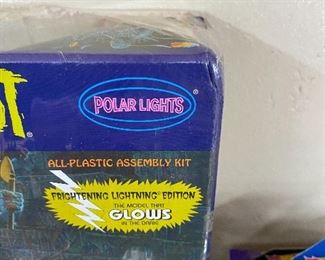 POLAR LIGHTS®
T®
ALL-PLASTIC ASSEMBLY KIT
FRIGHTENING LIGHTNING EDITION
THE MODEL THAT
GLOWS
IN THE DARK!